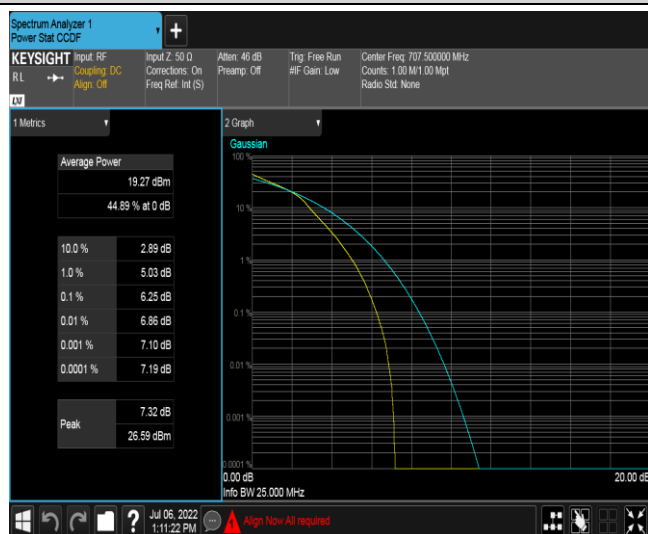 Spectrum Analyzer 1
Power Stat CCDF
KEYSIGHT
RL
LXI
Input: RF
Coupling: DC
Align: Off
Input Z: 50 Ω
Corrections: On
Freq Ref: Int (S)
Atten: 46 dB
Preamp: Off
Trig: Free Run
#IF Gain: Low
Center Freq: 707.500000 MHz
Counts: 1.00 M/1.00 Mpt
Radio Std: None
1 Metrics
Average Power
19.27 dBm
44.89 % at 0 dB
10.0 % 2.89 dB
1.0 % 5.03 dB
0.1 % 6.25 dB
0.01 % 6.86 dB
0.001 % 7.10 dB
0.0001 % 7.19 dB
Peak
7.32 dB
26.59 dBm
2 Graph
Gaussian
100 %
10 %
1 %
0.1 %
0.01 %
0.001 %
0.0001 %
0.00 dB 20.00 dB
Info BW 25.000 MHz
?
Jul 06, 2022
1:11:22 PM
Align Now All required